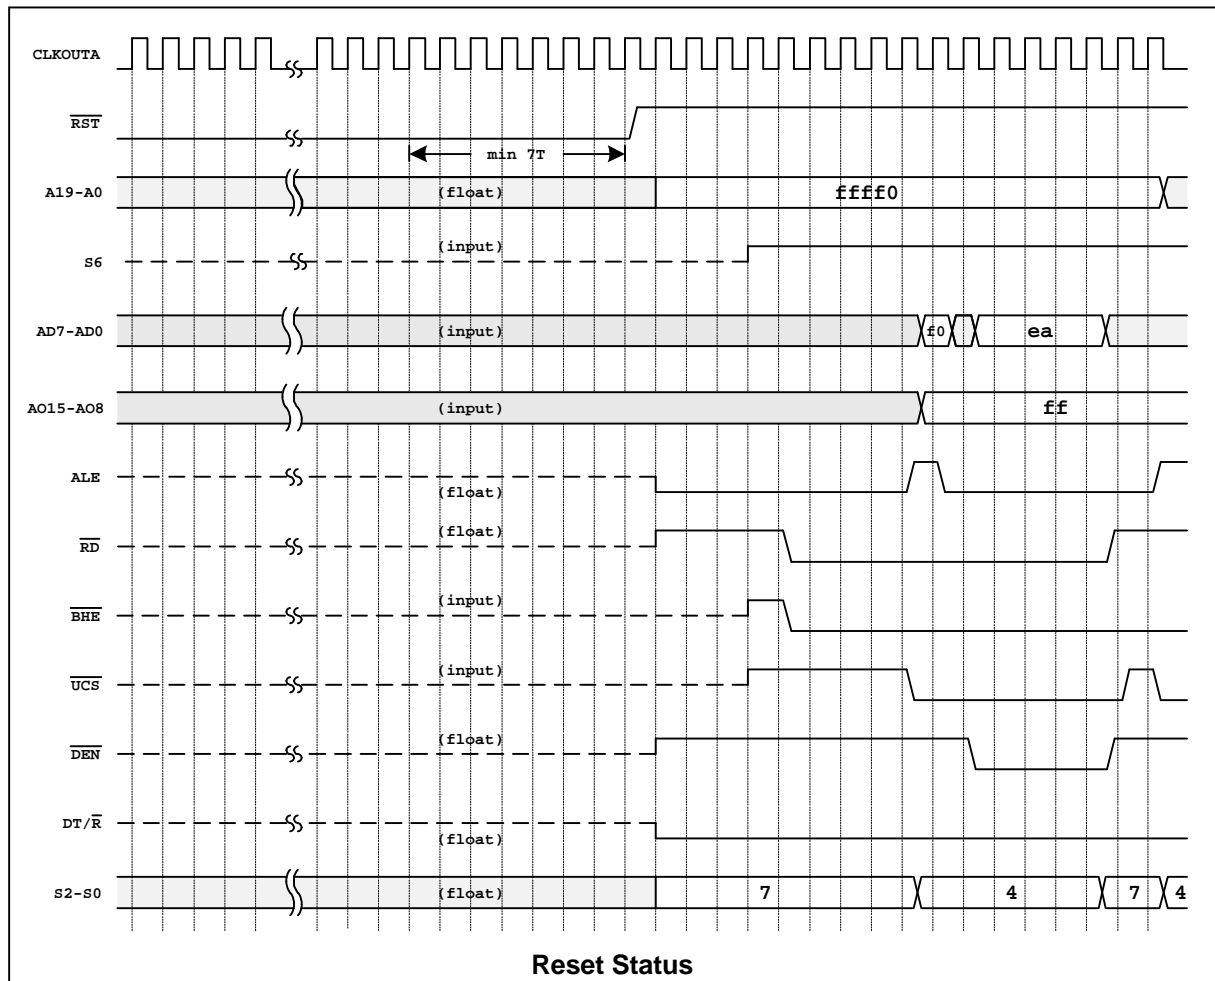 CLKOUTA
RST
min 7T
A19-A0 (float) ffff0
(input)
S6
AD7-AD0 (input) f0 ea
AO15-AO8 (input) ff
ALE
(float)
(float)
RD
(input)
BHE
(input)
UCS
(float)
DEN
DT/R
(float)
S2-S0 (float) 7 4 7 4
Reset Status